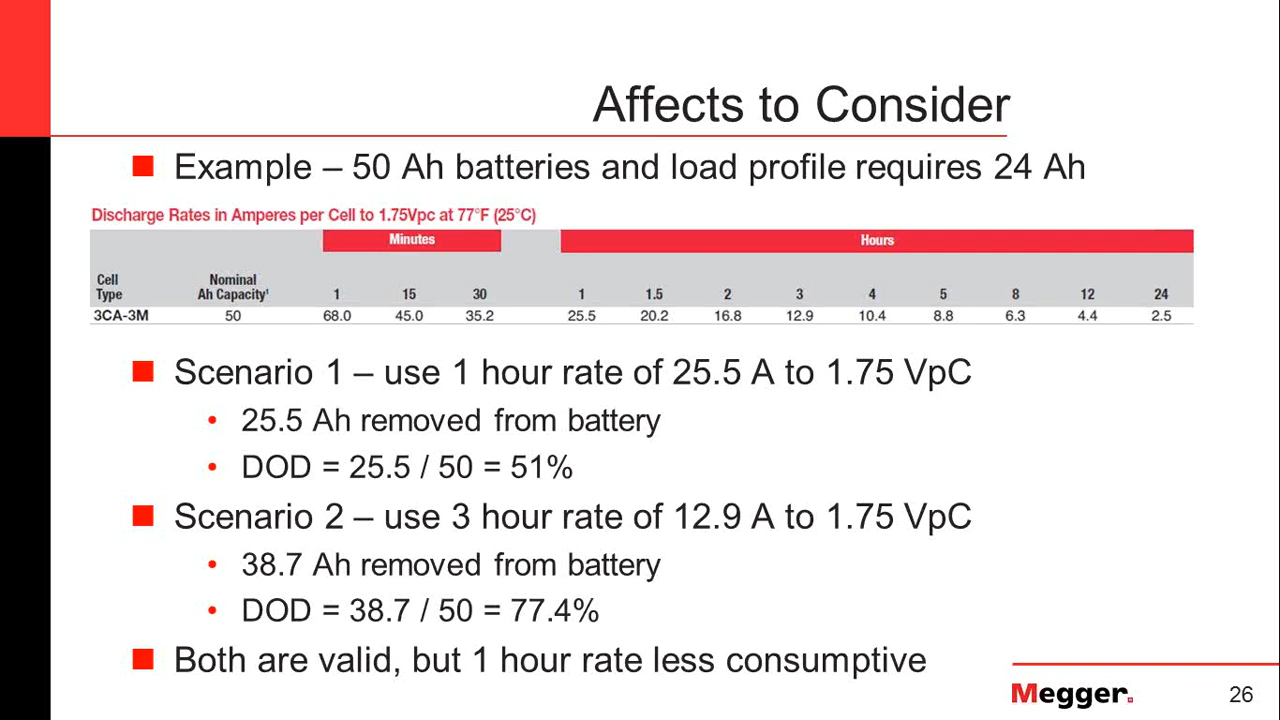 Affects to Consider
Example – 50 Ah batteries and load profile requires 24 Ah
Discharge Rates in Amperes per Cell to 1.75Vpc at 77°F (25°C)
Minutes Hours
Cell Nominal
Type Ah Capacity¹ 1 15 30 1 1.5 2 3 4 5 8 12 24
3CA-3M 50 68.0 45.0 35.2 25.5 20.2 16.8 12.9 10.4 8.8 6.3 4.4 2.5
Scenario 1 – use 1 hour rate of 25.5 A to 1.75 VpC
• 25.5 Ah removed from battery
• DOD = 25.5 / 50 = 51%
Scenario 2 – use 3 hour rate of 12.9 A to 1.75 VpC
• 38.7 Ah removed from battery
• DOD = 38.7 / 50 = 77.4%
Both are valid, but 1 hour rate less consumptive
Megger.
26